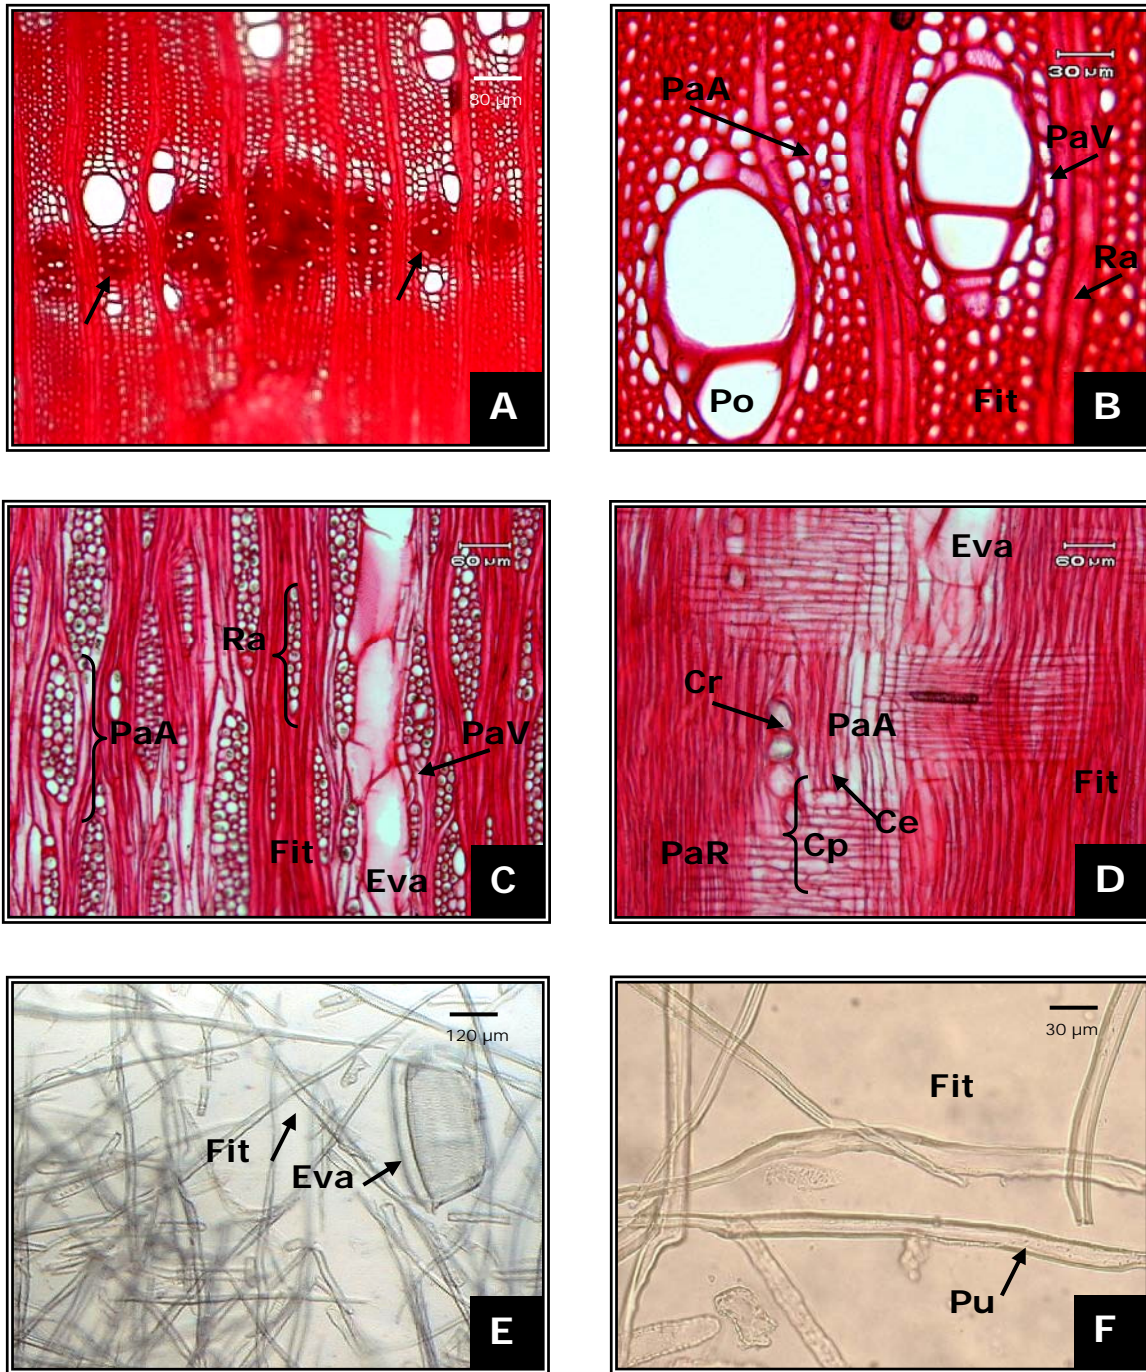 80 µm
A
30 µm
PaA
PaV
Ra
Po
Fit
B
60 µm
Ra
PaA
PaV
Fit
Eva
C
Eva
60 µm
Cr
PaA
Fit
Ce
PaR
Cp
D
120 µm
Fit
Eva
E
30 µm
Fit
Pu
F